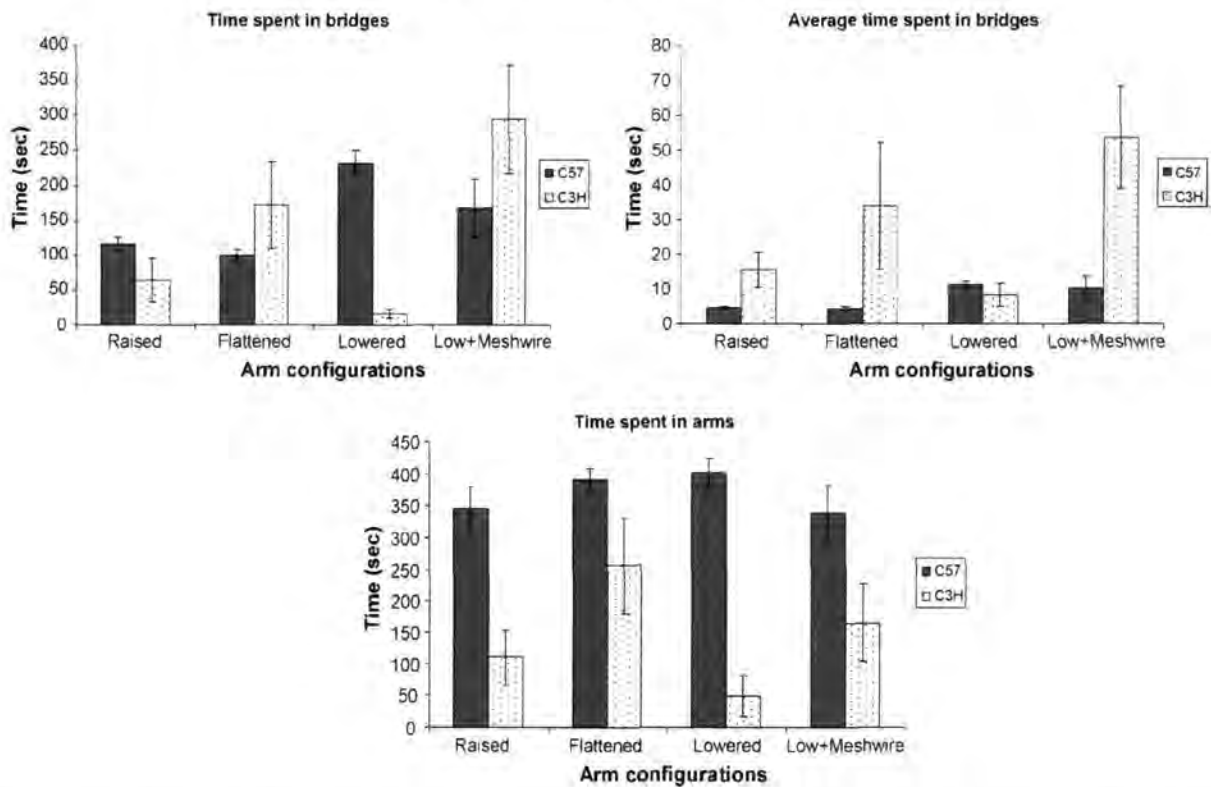 Time spent in bridges
400
350
300
250
200
150
100
50
0
Time (sec)
Raised
Flattened
Lowered
Low+Meshwire
Arm configurations
C57
C3H
Average time spent in bridges
80
70
60
50
40
30
20
10
0
Time (sec)
Raised
Flattened
Lowered
Low+Meshwire
Arm configurations
C57
C3H
Time spent in arms
450
400
350
300
250
200
150
100
50
0
Time (sec)
Raised
Flattened
Lowered
Low+Meshwire
Arm configurations
C57
C3H